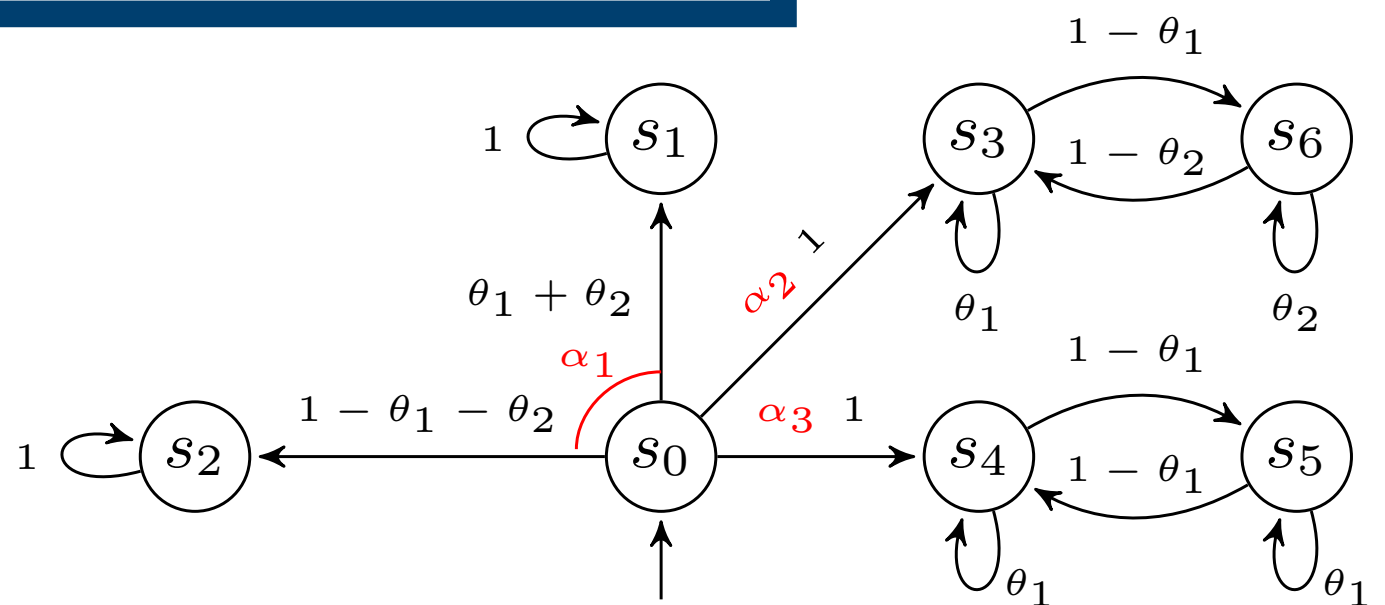 1 − θ₁
1 s₁ s₃ 1 − θ₂ s₆
θ₁ + θ₂ α₂ 1 θ₁ θ₂
α₁ 1 − θ₁
1 − θ₁ − θ₂ α₃ 1
1 s₂ s₀ s₄ 1 − θ₁ s₅
θ₁ θ₁